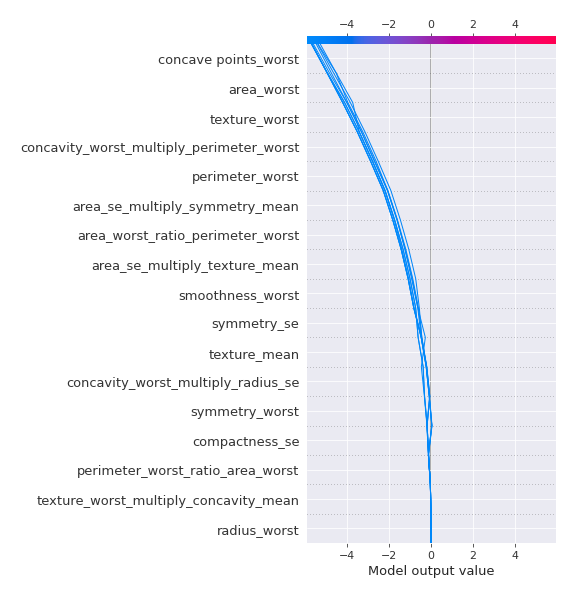 −4 −2 0 2 4
concave points_worst
area_worst
texture_worst
concavity_worst_multiply_perimeter_worst
perimeter_worst
area_se_multiply_symmetry_mean
area_worst_ratio_perimeter_worst
area_se_multiply_texture_mean
smoothness_worst
symmetry_se
texture_mean
concavity_worst_multiply_radius_se
symmetry_worst
compactness_se
perimeter_worst_ratio_area_worst
texture_worst_multiply_concavity_mean
radius_worst
−4 −2 0 2 4
Model output value